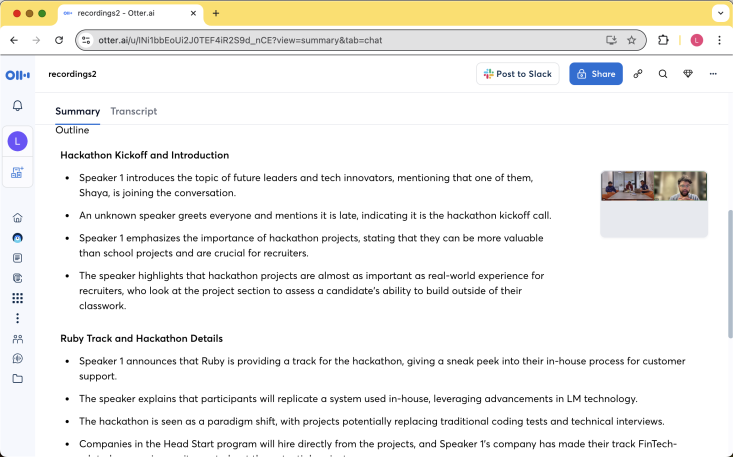 recordings2 - Otter.ai
otter.ai/u/lNi1bbEoUi2J0TEF4iR2S9d_nCE?view=summary&tab=chat
L
recordings2
Post to Slack
Share
Summary
Transcript
Outline
L
Hackathon Kickoff and Introduction
Speaker 1 introduces the topic of future leaders and tech innovators, mentioning that one of them,
Shaya, is joining the conversation.
An unknown speaker greets everyone and mentions it is late, indicating it is the hackathon kickoff call.
Speaker 1 emphasizes the importance of hackathon projects, stating that they can be more valuable
than school projects and are crucial for recruiters.
The speaker highlights that hackathon projects are almost as important as real-world experience for
recruiters, who look at the project section to assess a candidate's ability to build outside of their
classwork.
Ruby Track and Hackathon Details
Speaker 1 announces that Ruby is providing a track for the hackathon, giving a sneak peek into their in-house process for customer
support.
The speaker explains that participants will replicate a system used in-house, leveraging advancements in LM technology.
The hackathon is seen as a paradigm shift, with projects potentially replacing traditional coding tests and technical interviews.
Companies in the Head Start program will hire directly from the projects, and Speaker 1's company has made their track FinTech-